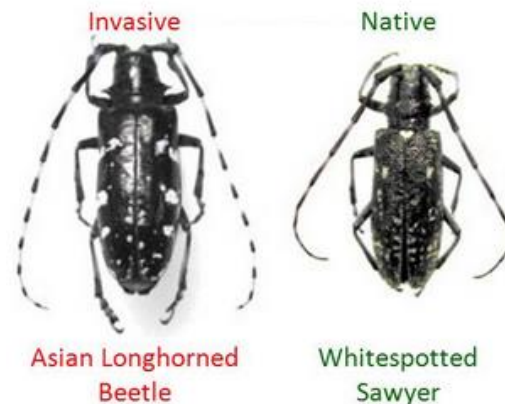 Invasive
Native
Asian Longhorned
Beetle
Whitespotted
Sawyer